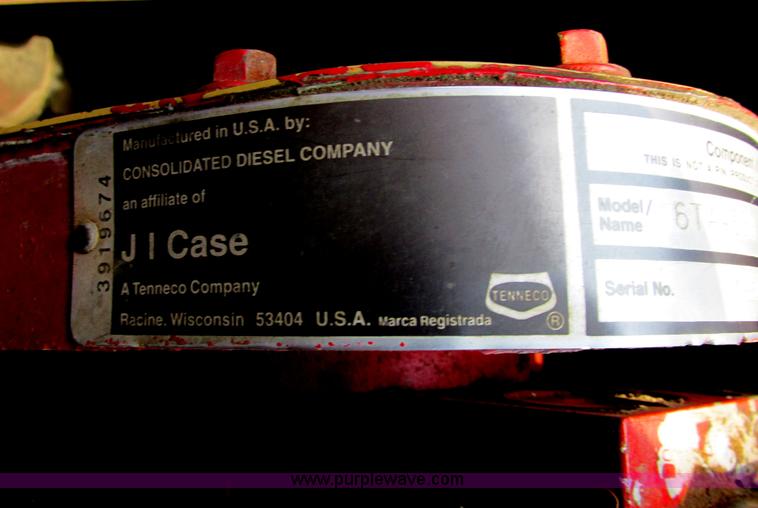 Manufactured in U.S.A. by:
CONSOLIDATED DIESEL COMPANY
an affiliate of
J I Case
A Tenneco Company
Racine, Wisconsin 53404 U.S.A. Marca Registrada
TENNECO
®
3919674
Component
THIS IS NOT A P.I.N. PRODUCT
Model/
Name
Serial No.
www.purplewave.com